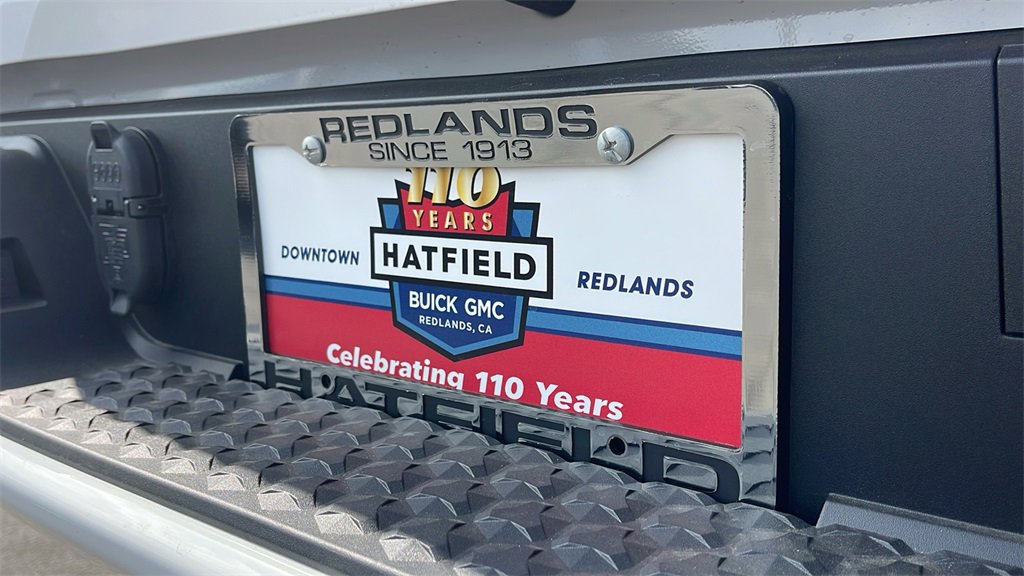 REDLANDS
SINCE 1913
110
YEARS
DOWNTOWN
HATFIELD
REDLANDS
BUICK GMC
REDLANDS, CA
Celebrating 110 Years
HATFIELD